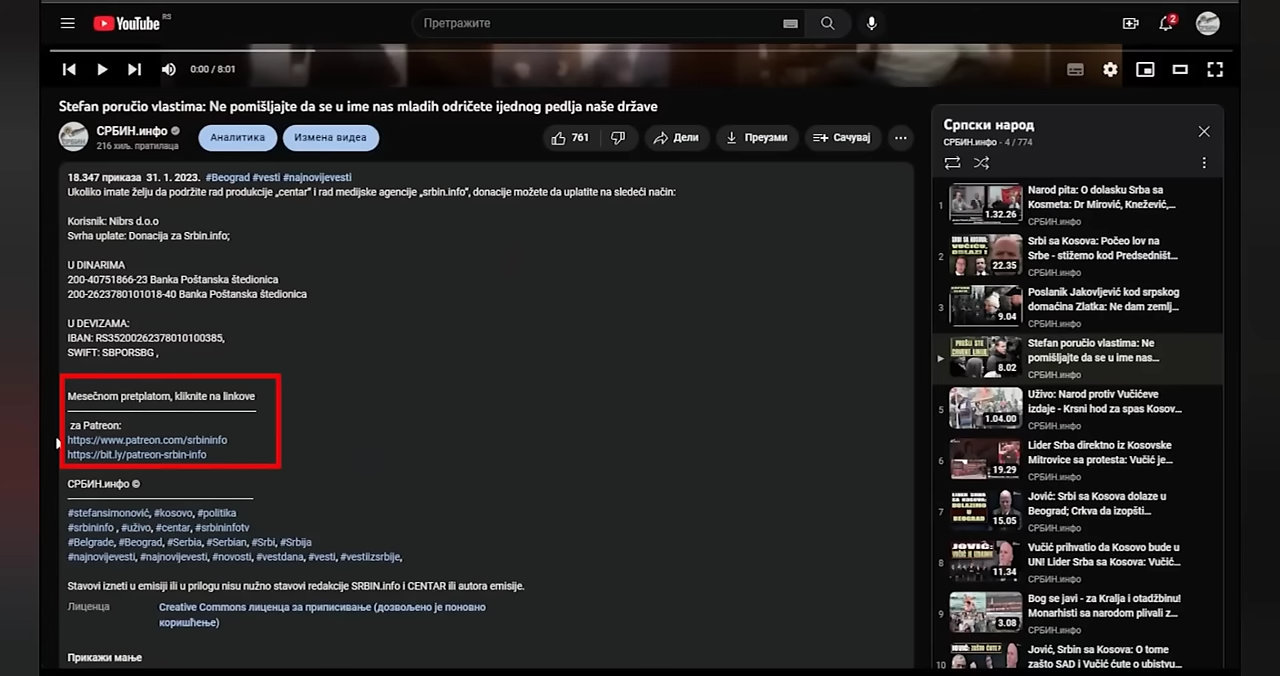 YouTube RS
Претражите
2
0:00 / 8:01
Stefan poručio vlastima: Ne pomišljajte da se u ime nas mladih odričete ijednog pedlja naše države
СРБИН.инфо
216 хиљ. пратилаца
Аналитика
Измена видеа
761
Дели
Преузми
Сачувај
18.347 приказа 31. 1. 2023. #Beograd #vesti #najnovijevesti
Ukoliko imate želju da podržite rad produkcije „centar“ i rad medijske agencije „srbin.info“, donacije možete da uplatite na sledeći način:
Korisnik: Nibrs d.o.o
Svrha uplate: Donacija za Srbin.info;
U DINARIMA
200-40751866-23 Banka Poštanska štedionica
200-2623780101018-40 Banka Poštanska štedionica
U DEVIZAMA:
IBAN: RS35200262378010100385,
SWIFT: SBPORSBG ,
Mesečnom pretplatom, kliknite na linkove
za Patreon:
https://www.patreon.com/srbininfo
https://bit.ly/patreon-srbin-info
СРБИН.инфо ©
#stefansimonović, #kosovo, #politika
#srbininfo , #uživo, #centar, #srbininfotv
#Belgrade, #Beograd, #Serbia, #Serbian, #Srbi, #Srbija
#najnovijevesti, #najnovijevesti, #novosti, #vestdana, #vesti, #vestiizsrbije,
Stavovi izneti u emisiji ili u prilogu nisu nužno stavovi redakcije SRBIN.info i CENTAR ili autora emisije.
Лиценца
Creative Commons лиценца за приписивање (дозвољено је поновно
коришћење)
Прикажи мање
Српски народ
СРБИН.инфо - 4 / 774
1
1.32.26
Narod pita: O dolasku Srba sa
Kosmeta: Dr Mirović, Knežević,...
СРБИН.инфо
2
22.35
Srbi sa Kosova: Počeo lov na
Srbe - stižemo kod Predsedništ...
СРБИН.инфо
3
9.04
Poslanik Jakovljević kod srpskog
domaćina Zlatka: Ne dam zemlj...
СРБИН.инфо
8.02
Stefan poručio vlastima: Ne
pomišljajte da se u ime nas...
СРБИН.инфо
5
1.04.00
Uživo: Narod protiv Vučićeve
izdaje - Krsni hod za spas Kosov...
СРБИН.инфо
6
19.29
Lider Srba direktno iz Kosovske
Mitrovice sa protesta: Vučić je...
СРБИН.инфо
7
15.05
Jović: Srbi sa Kosova dolaze u
Beograd; Crkva da izopšti...
СРБИН.инфо
8
11.34
Vučić prihvatio da Kosovo bude u
UN! Lider Srba sa Kosova: Vučić...
СРБИН.инфо
9
3.08
Bog se javi - za Kralja i otadžbinu!
Monarhisti sa narodom plivali z...
СРБИН.инфо
10
Jović, Srbin sa Kosova: O tome
zašto SAD i Vučić ćute o ubistvu...